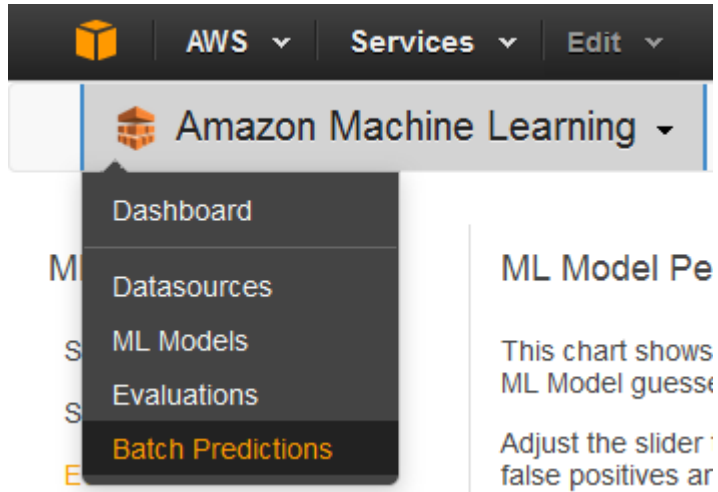 AWS Services Edit
Amazon Machine Learning
Dashboard
Datasources
ML Models
Evaluations
Batch Predictions
ML Model Pe
This chart shows
ML Model guesse
Adjust the slider
false positives ar